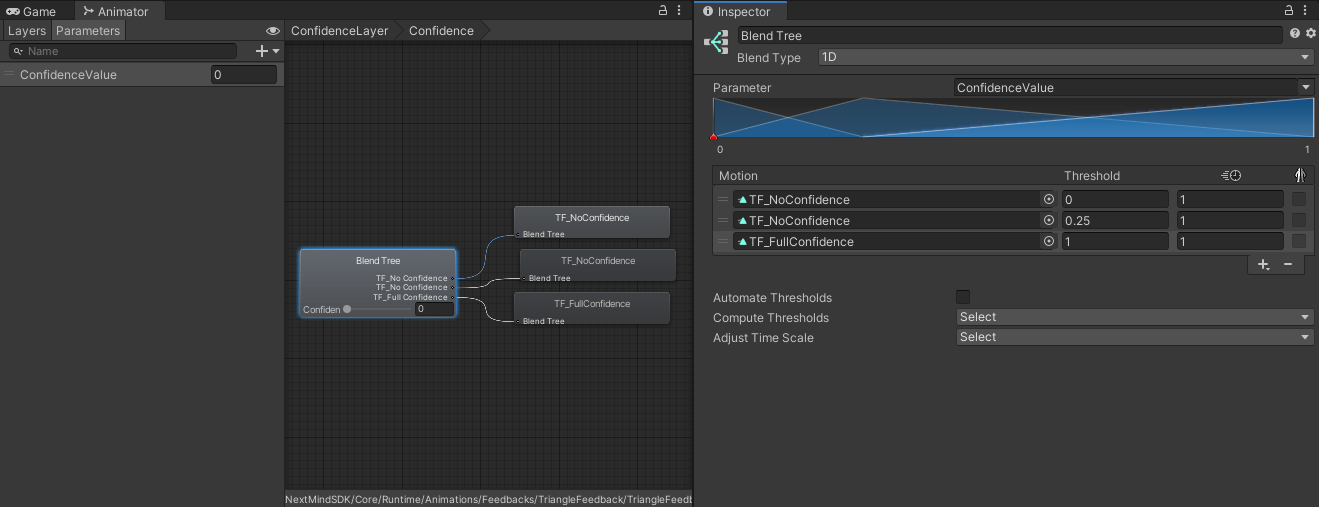 Game
Animator
Layers
Parameters
Name
ConfidenceValue
0
ConfidenceLayer
Confidence
TF_NoConfidence
Blend Tree
TF_NoConfidence
Blend Tree
TF_FullConfidence
Blend Tree
Blend Tree
TF_No Confidence
TF_No Confidence
TF_Full Confidence
Confiden
0
NextMindSDK/Core/Runtime/Animations/Feedbacks/TriangleFeedback/TriangleFeedb
Inspector
Blend Tree
Blend Type 1D
Parameter ConfidenceValue
0 1
Motion Threshold
TF_NoConfidence 0 1
TF_NoConfidence 0.25 1
TF_FullConfidence 1 1
Automate Thresholds
Compute Thresholds Select
Adjust Time Scale Select